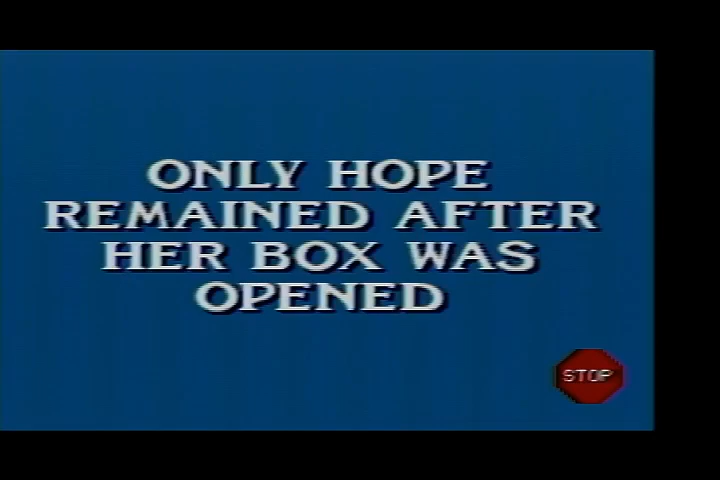 ONLY HOPE
REMAINED AFTER
HER BOX WAS
OPENED
STOP